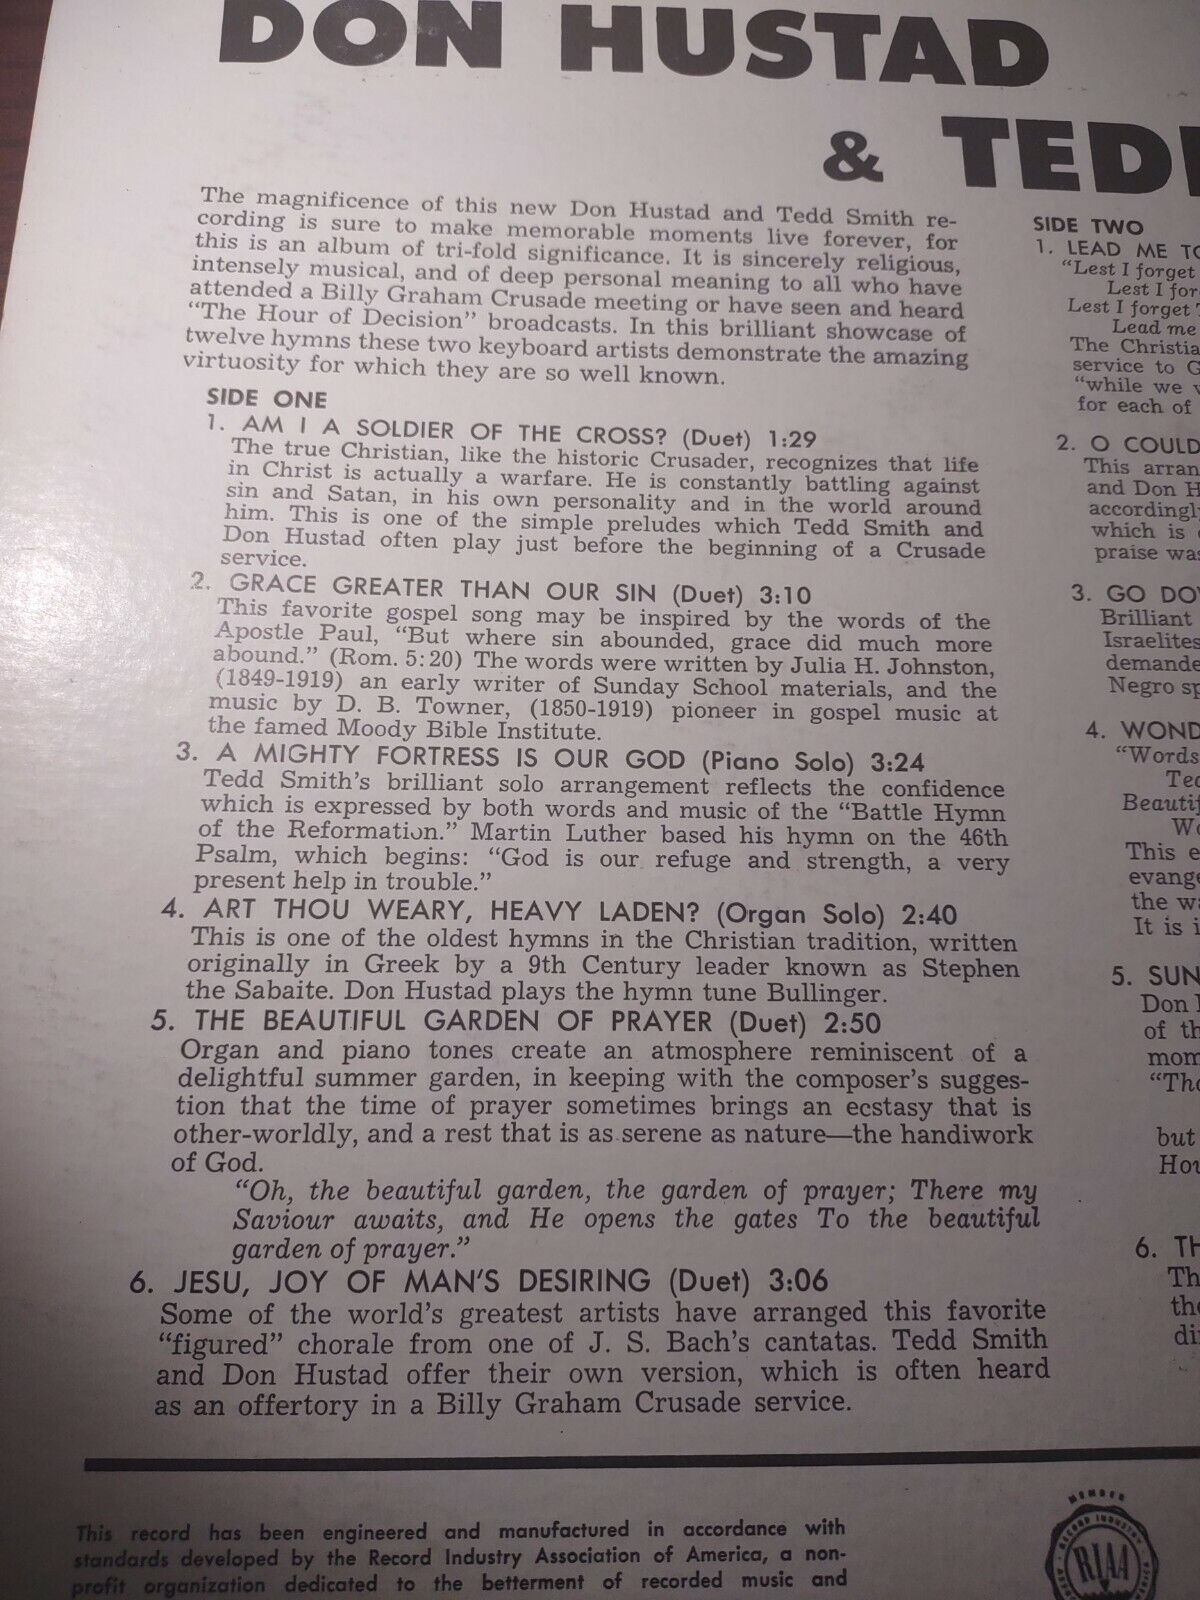 DON HUSTAD
& TEDD
The magnificence of this new Don Hustad and Tedd Smith re-
cording is sure to make memorable moments live forever, for
this is an album of tri-fold significance. It is sincerely religious,
intensely musical, and of deep personal meaning to all who have
attended a Billy Graham Crusade meeting or have seen and heard
"The Hour of Decision" broadcasts. In this brilliant showcase of
twelve hymns these two keyboard artists demonstrate the amazing
virtuosity for which they are so well known.
SIDE ONE
1. AM I A SOLDIER OF THE CROSS? (Duet) 1:29
The true Christian, like the historic Crusader, recognizes that life
in Christ is actually a warfare. He is constantly battling against
sin and Satan, in his own personality and in the world around
him. This is one of the simple preludes which Tedd Smith and
Don Hustad often play just before the beginning of a Crusade
service.
2. GRACE GREATER THAN OUR SIN (Duet) 3:10
This favorite gospel song may be inspired by the words of the
Apostle Paul, "But where sin abounded, grace did much more
abound." (Rom. 5:20) The words were written by Julia H. Johnston,
(1849-1919) an early writer of Sunday School materials, and the
music by D. B. Towner, (1850-1919) pioneer in gospel music at
the famed Moody Bible Institute.
3. A MIGHTY FORTRESS IS OUR GOD (Piano Solo) 3:24
Tedd Smith's brilliant solo arrangement reflects the confidence
which is expressed by both words and music of the "Battle Hymn
of the Reformation." Martin Luther based his hymn on the 46th
Psalm, which begins: "God is our refuge and strength, a very
present help in trouble."
4. ART THOU WEARY, HEAVY LADEN? (Organ Solo) 2:40
This is one of the oldest hymns in the Christian tradition, written
originally in Greek by a 9th Century leader known as Stephen
the Sabaite. Don Hustad plays the hymn tune Bullinger.
5. THE BEAUTIFUL GARDEN OF PRAYER (Duet) 2:50
Organ and piano tones create an atmosphere reminiscent of a
delightful summer garden, in keeping with the composer's sugges-
tion that the time of prayer sometimes brings an ecstasy that is
other-worldly, and a rest that is as serene as nature—the handiwork
of God.
"Oh, the beautiful garden, the garden of prayer; There my
Saviour awaits, and He opens the gates To the beautiful
garden of prayer."
6. JESU, JOY OF MAN'S DESIRING (Duet) 3:06
Some of the world's greatest artists have arranged this favorite
"figured" chorale from one of J. S. Bach's cantatas. Tedd Smith
and Don Hustad offer their own version, which is often heard
as an offertory in a Billy Graham Crusade service.
SIDE TWO
1. LEAD ME TO
"Lest I forget
Lest I for
Lest I forget
Lead me
The Christia
service to G
"while we
for each of
2. O COULD
This arran
and Don H
accordingl
which is
praise was
3. GO DO
Brilliant
Israelites
demande
Negro sp
4. WOND
"Words
Beautif
This e
evange
the wa
It is i
5. SUN
Don
of th
mom
"Tho
but
Hou
6. TH
Th
the
di
This record has been engineered and manufactured in accordance with
standards developed by the Record Industry Association of America, a non-
profit organization dedicated to the betterment of recorded music and
MEMBER
RECORD INDUSTRY
RIAA